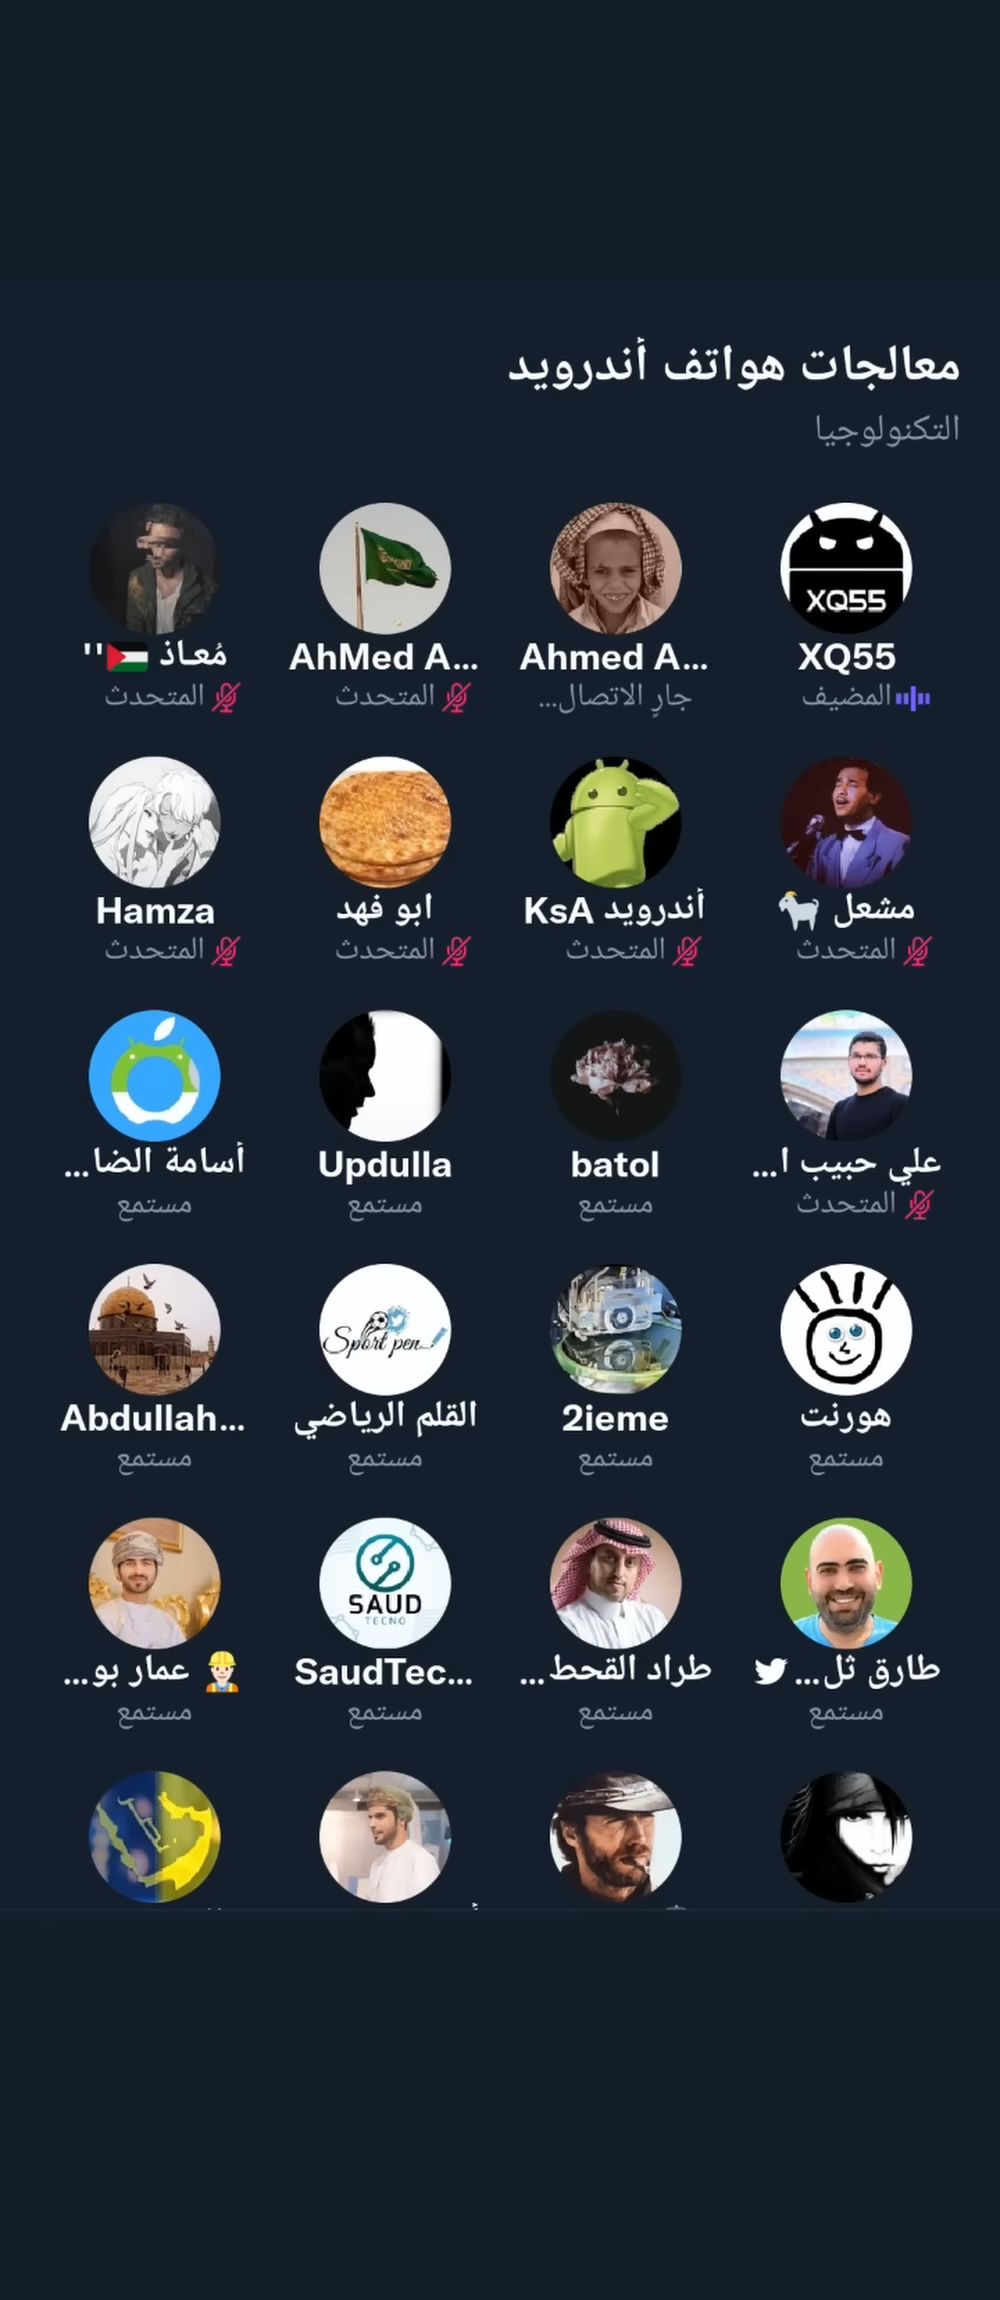 معالجات هواتف أندرويد
التكنولوجيا
XQ55
XQ55
المضيف
Ahmed A...
جارٍ الاتصال...
AhMed A...
المتحدث
مُعاذ 🇵🇸''
المتحدث
مشعل 🐐
المتحدث
أندرويد KsA
المتحدث
ابو فهد
المتحدث
Hamza
المتحدث
علي حبيب ا...
المتحدث
batol
مستمع
Updulla
مستمع
أسامة الضا...
مستمع
هورنت
مستمع
2ieme
مستمع
Sport pen
القلم الرياضي
مستمع
Abdullah...
مستمع
طارق ثل...
مستمع
طراد القحط...
مستمع
SAUD
TECNO
SaudTec...
مستمع
👷🏻 عمار بو...
مستمع